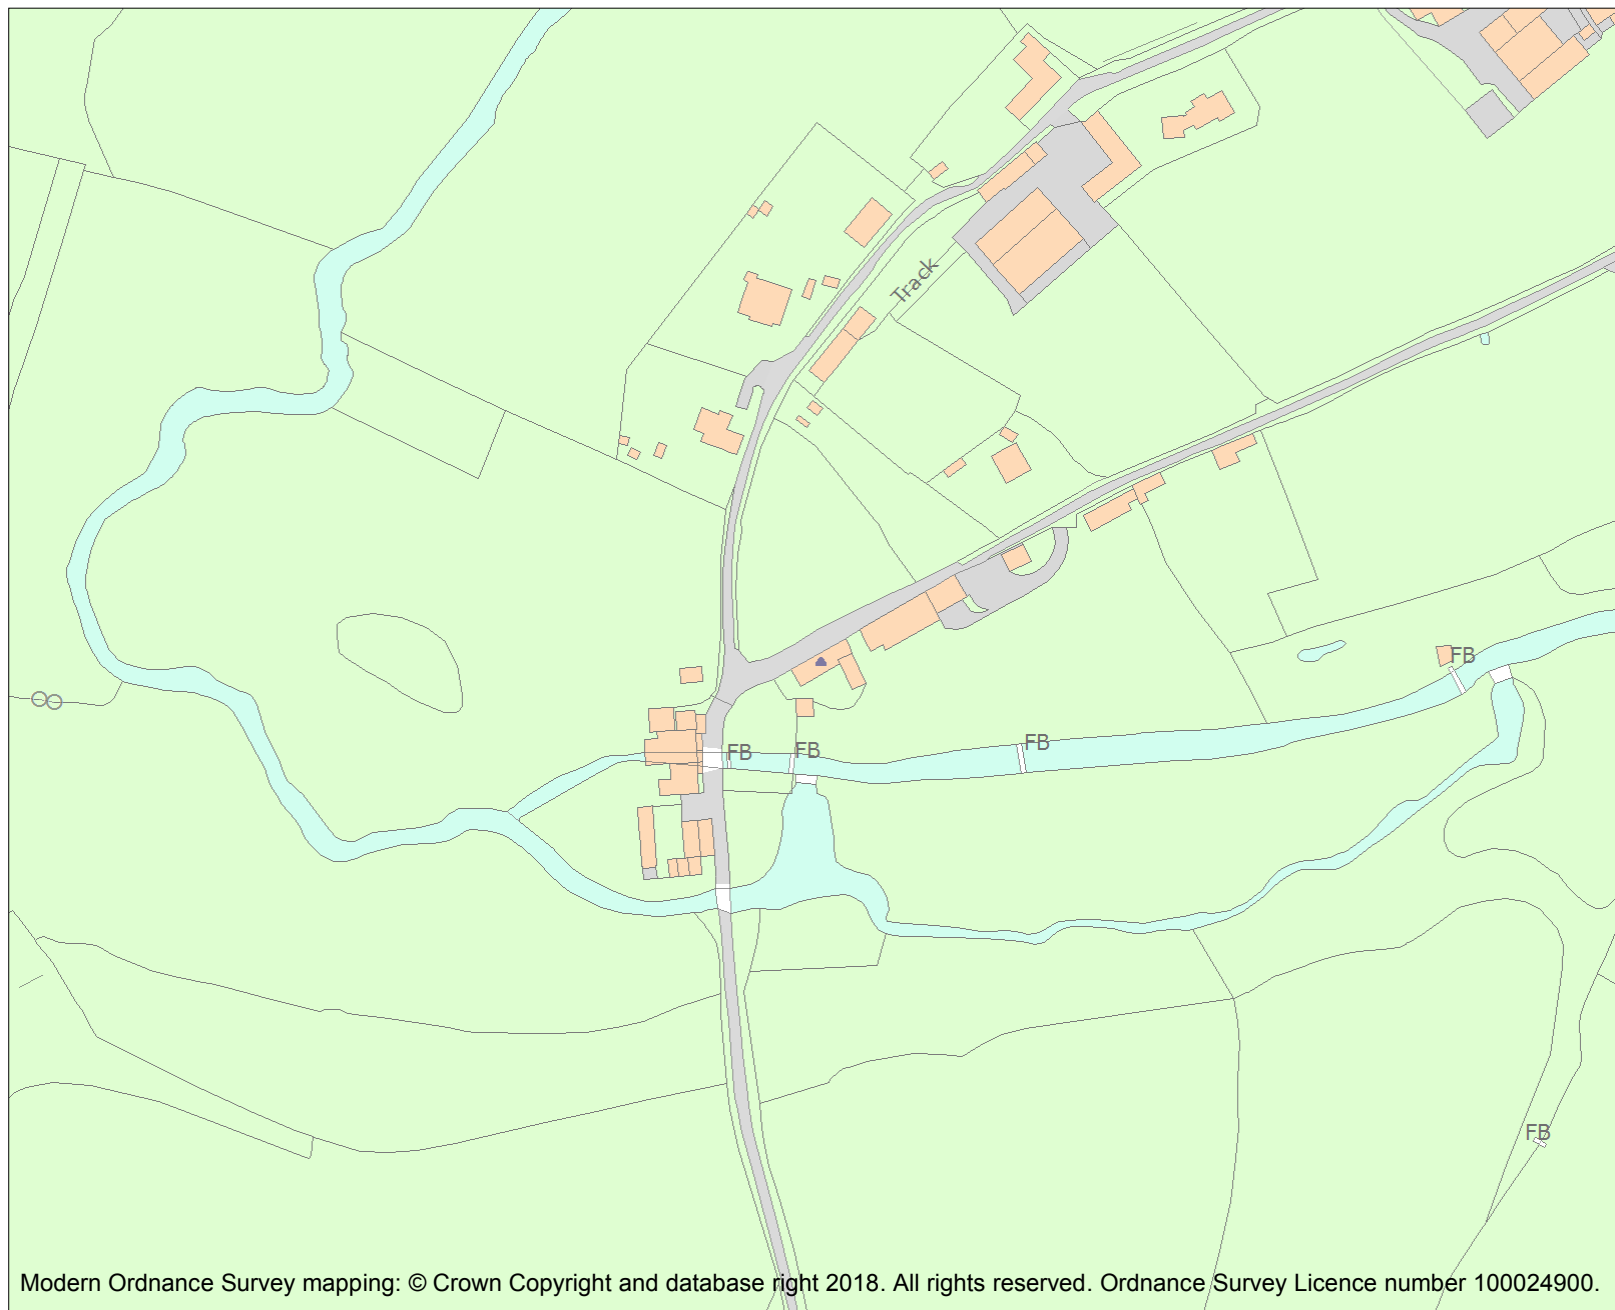 Track
FB
FB
FB
FB
FB
Modern Ordnance Survey mapping: © Crown Copyright and database right 2018. All rights reserved. Ordnance Survey Licence number 100024900.